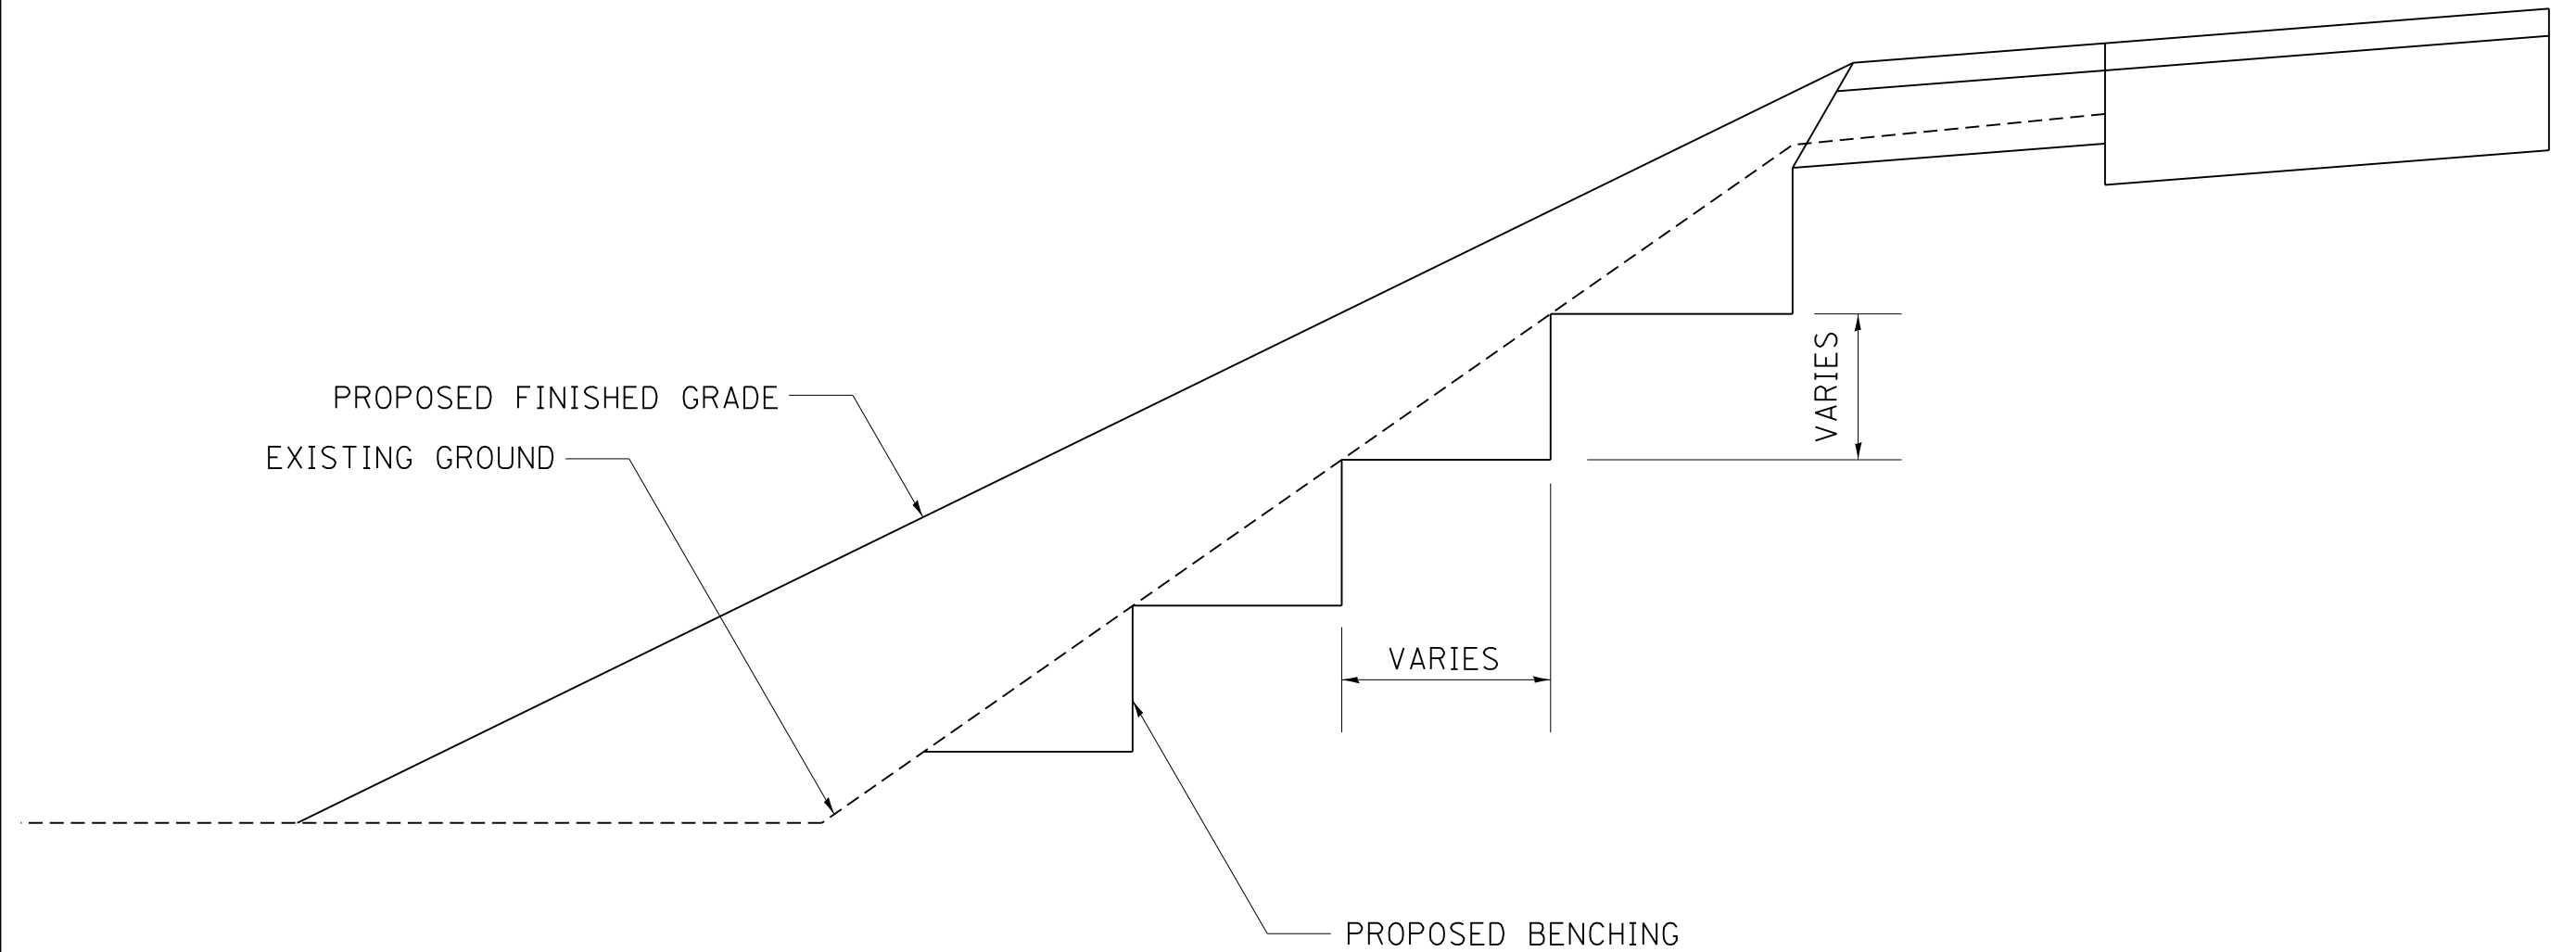 VARIES
PROPOSED FINISHED GRADE
EXISTING GROUND
VARIES
PROPOSED BENCHING